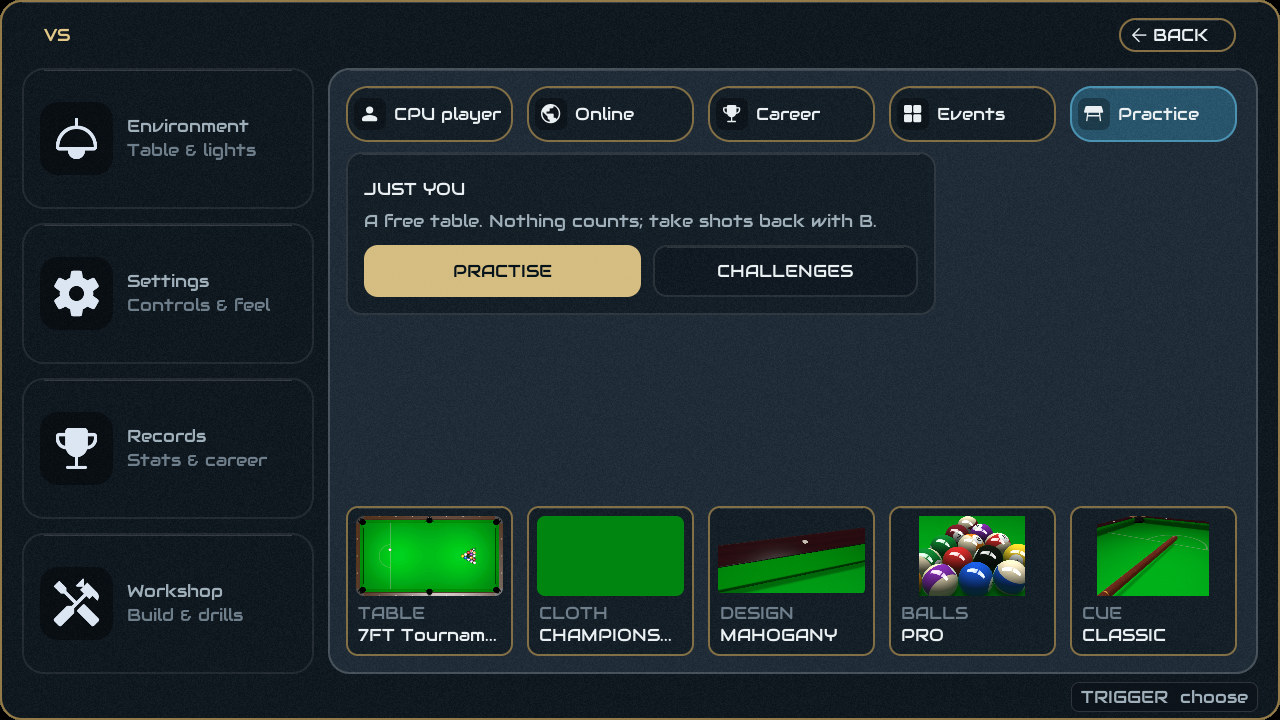 VS
BACK
Environment
Table & lights
Settings
Controls & feel
Records
Stats & career
Workshop
Build & drills
CPU player
Online
Career
Events
Practice
JUST YOU
A free table. Nothing counts; take shots back with B.
PRACTISE
CHALLENGES
TABLE
7FT Tournam...
CLOTH
CHAMPIONS...
DESIGN
MAHOGANY
BALLS
PRO
CUE
CLASSIC
TRIGGER choose